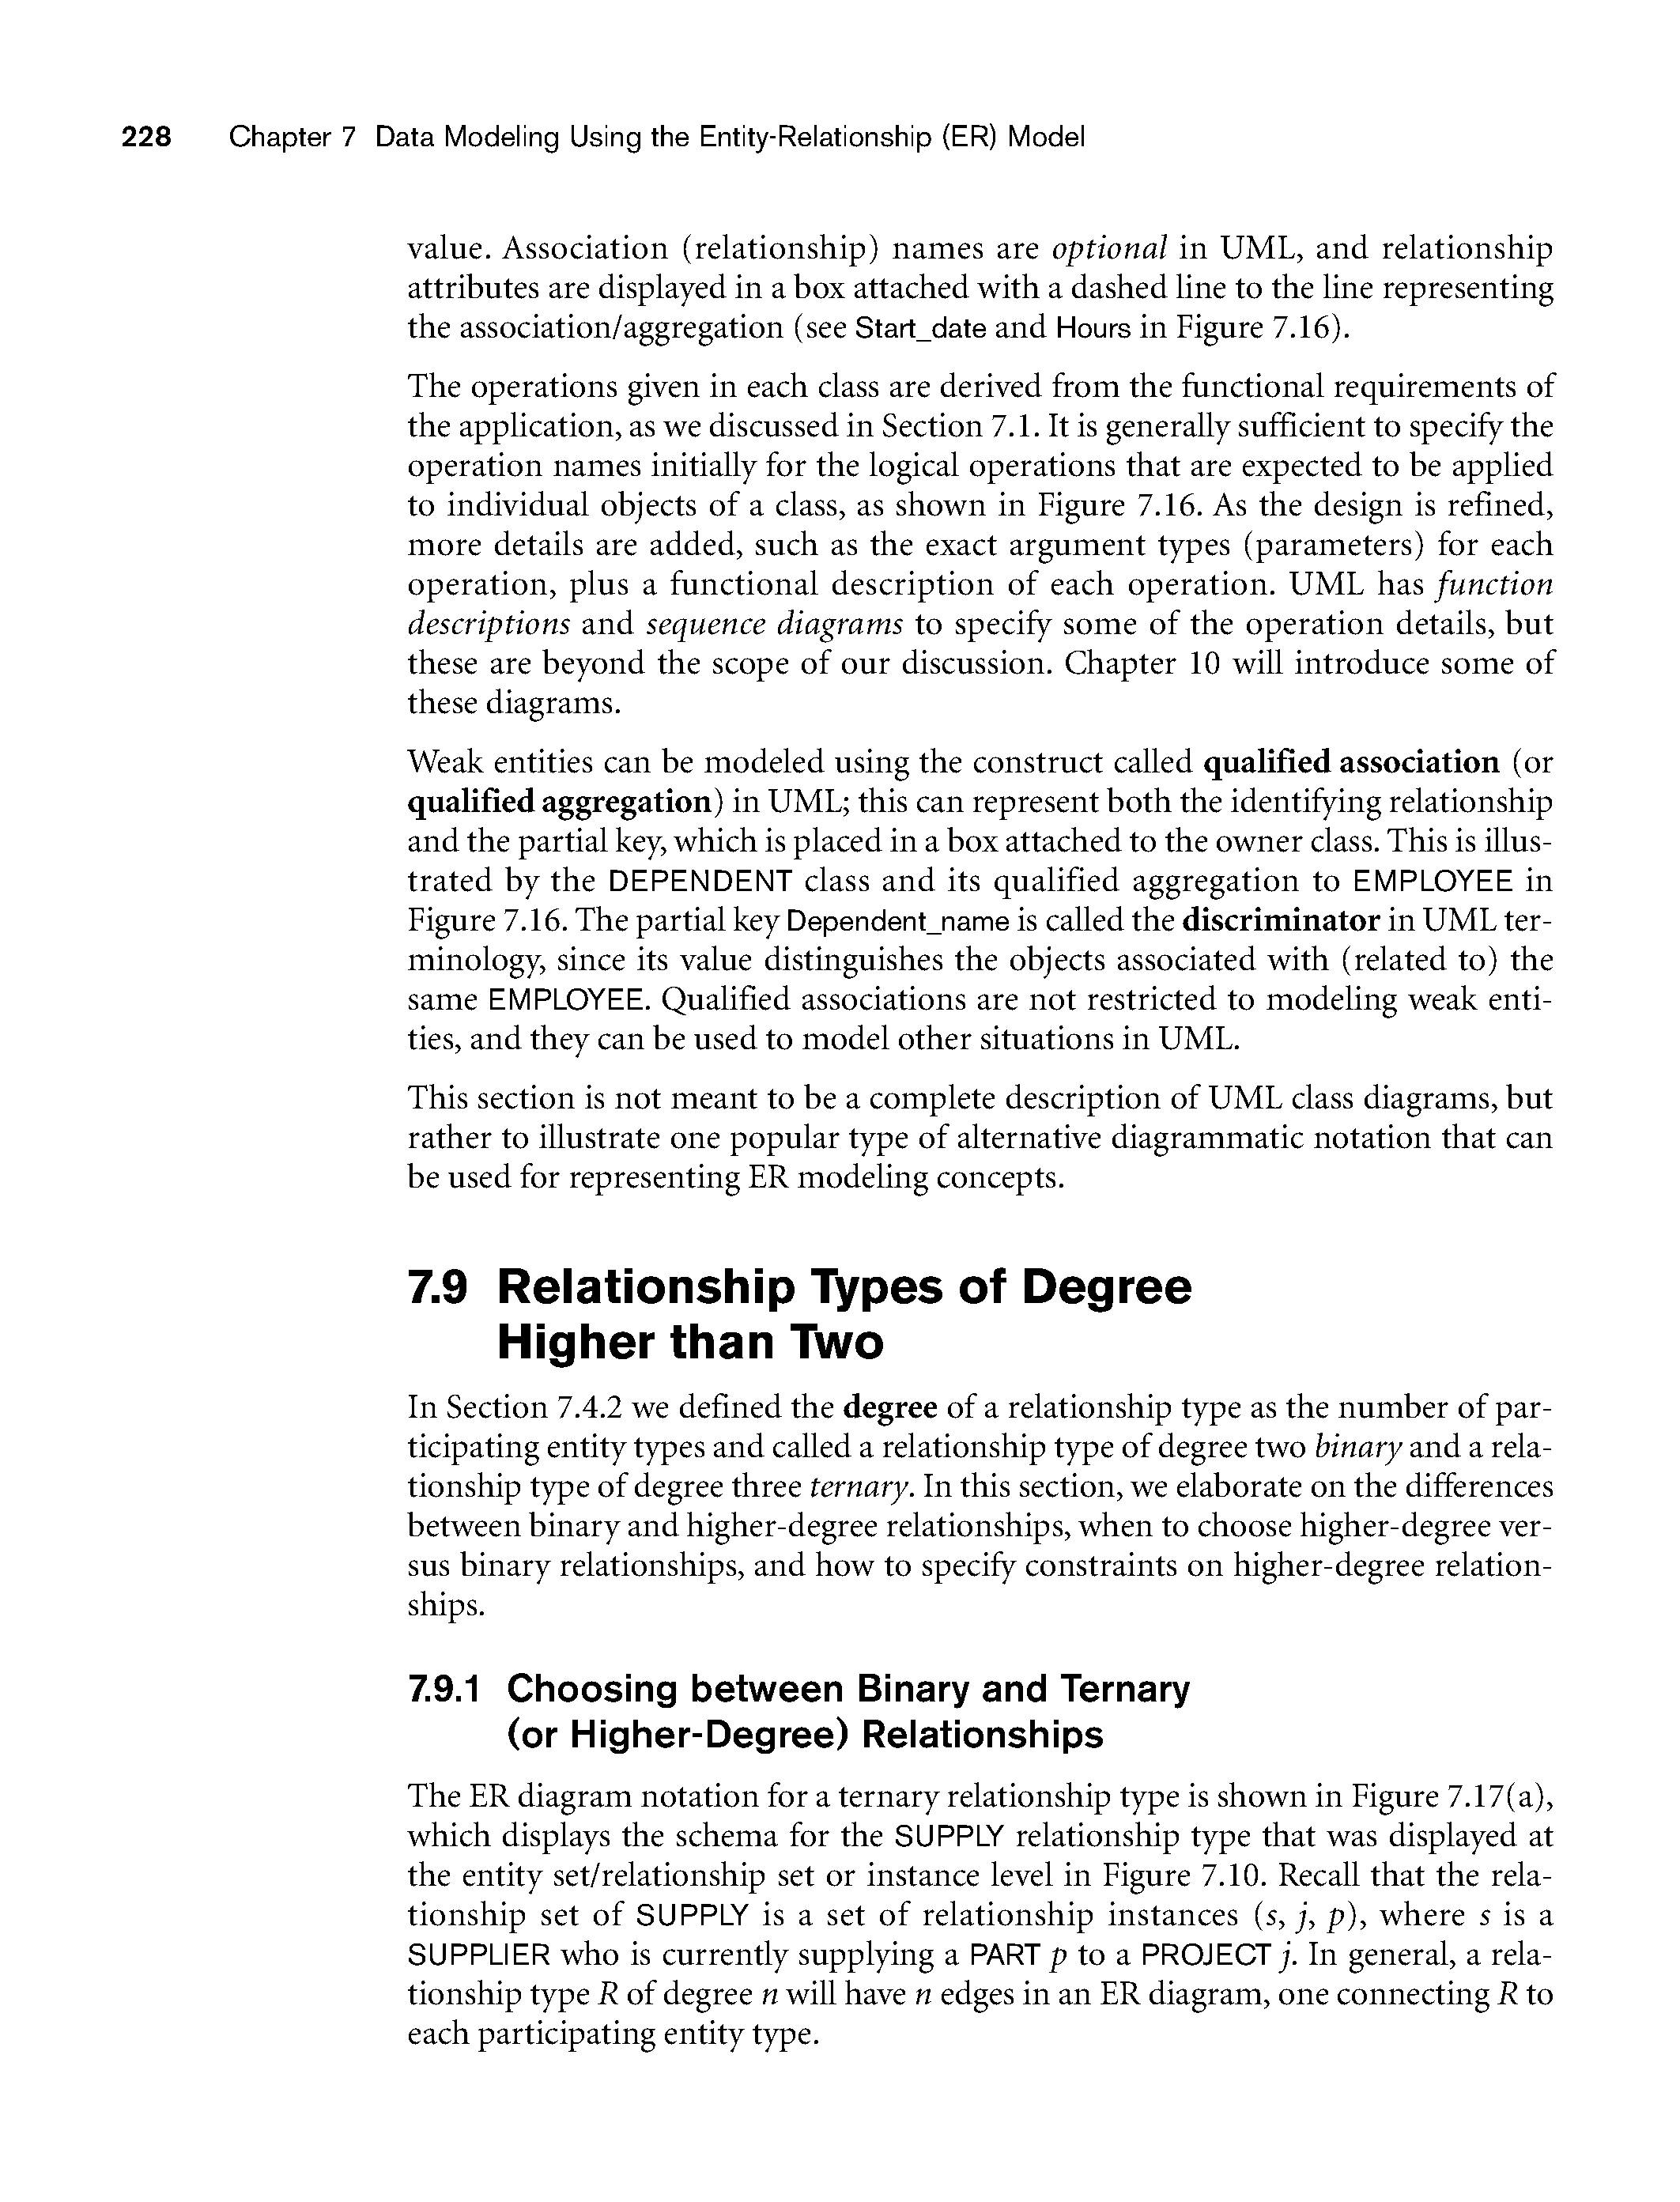 228 Chapter 7 Data Modeling Using the Entity-Relationship (ER) Model
value. Association (relationship) names are optional in UML, and relationship
attributes are displayed in a box attached with a dashed line to the line representing
the association/aggregation (see Start_date and Hours in Figure 7.16).
The operations given in each class are derived from the functional requirements of
the application, as we discussed in Section 7.1. It is generally sufficient to specify the
operation names initially for the logical operations that are expected to be applied
to individual objects of a class, as shown in Figure 7.16. As the design is refined,
more details are added, such as the exact argument types (parameters) for each
operation, plus a functional description of each operation. UML has function
descriptions and sequence diagrams to specify some of the operation details, but
these are beyond the scope of our discussion. Chapter 10 will introduce some of
these diagrams.
Weak entities can be modeled using the construct called qualified association (or
qualified aggregation) in UML; this can represent both the identifying relationship
and the partial key, which is placed in a box attached to the owner class. This is illus-
trated by the DEPENDENT class and its qualified aggregation to EMPLOYEE in
Figure 7.16. The partial key Dependent_name is called the discriminator in UML ter-
minology, since its value distinguishes the objects associated with (related to) the
same EMPLOYEE. Qualified associations are not restricted to modeling weak enti-
ties, and they can be used to model other situations in UML.
This section is not meant to be a complete description of UML class diagrams, but
rather to illustrate one popular type of alternative diagrammatic notation that can
be used for representing ER modeling concepts.
7.9 Relationship Types of Degree
Higher than Two
In Section 7.4.2 we defined the degree of a relationship type as the number of par-
ticipating entity types and called a relationship type of degree two binary and a rela-
tionship type of degree three ternary. In this section, we elaborate on the differences
between binary and higher-degree relationships, when to choose higher-degree ver-
sus binary relationships, and how to specify constraints on higher-degree relation-
ships.
7.9.1 Choosing between Binary and Ternary
(or Higher-Degree) Relationships
The ER diagram notation for a ternary relationship type is shown in Figure 7.17(a),
which displays the schema for the SUPPLY relationship type that was displayed at
the entity set/relationship set or instance level in Figure 7.10. Recall that the rela-
tionship set of SUPPLY is a set of relationship instances (s, j, p), where s is a
SUPPLIER who is currently supplying a PART p to a PROJECT j. In general, a rela-
tionship type R of degree n will have n edges in an ER diagram, one connecting R to
each participating entity type.